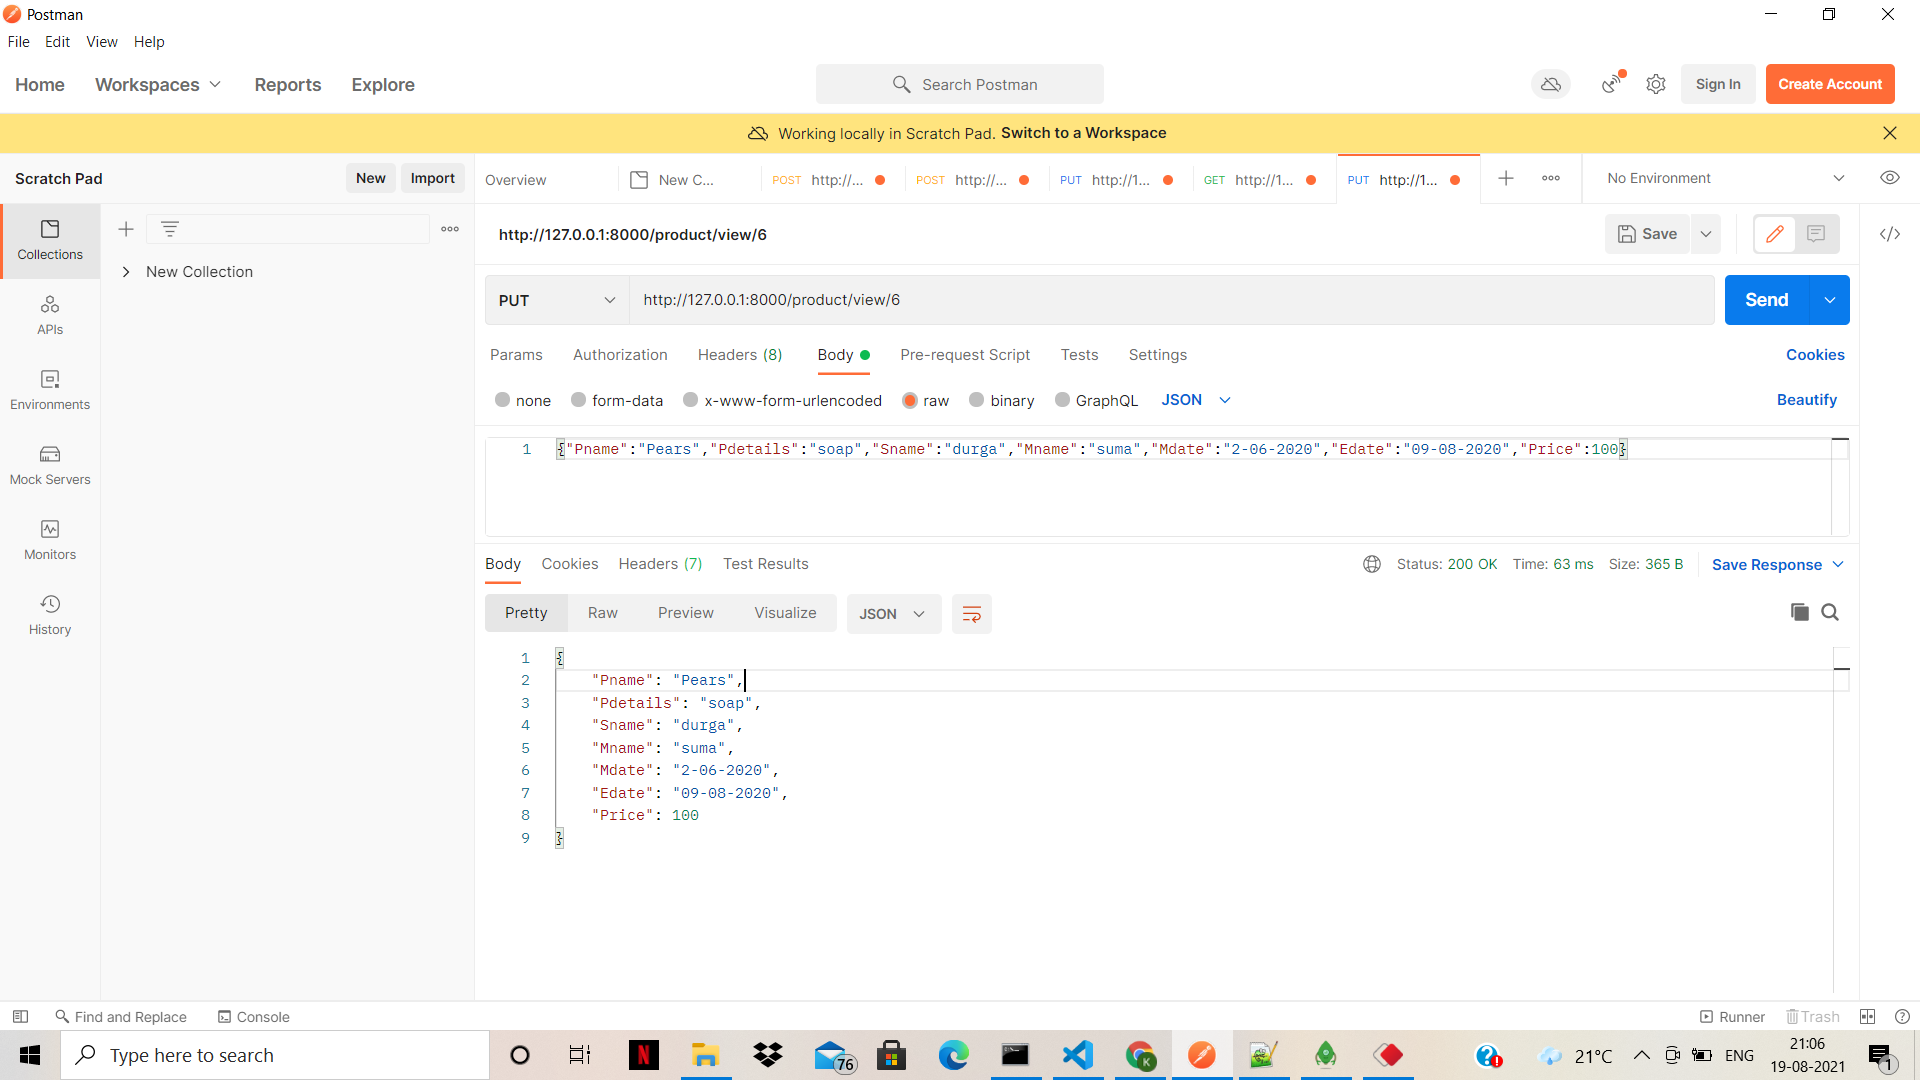 Postman
File Edit View Help
Home Workspaces Reports Explore Search Postman Sign In Create Account
Working locally in Scratch Pad. Switch to a Workspace
Scratch Pad New Import Overview New C... POST http://... POST http://... PUT http://1... GET http://1... PUT http://1... No Environment
Collections
New Collection
APIs
Environments
Mock Servers
Monitors
History
http://127.0.0.1:8000/product/view/6 Save
PUT http://127.0.0.1:8000/product/view/6 Send
Params Authorization Headers (8) Body Pre-request Script Tests Settings Cookies
none form-data x-www-form-urlencoded raw binary GraphQL JSON Beautify
1 {"Pname":"Pears","Pdetails":"soap","Sname":"durga","Mname":"suma","Mdate":"2-06-2020","Edate":"09-08-2020","Price":100}
Body Cookies Headers (7) Test Results Status: 200 OK Time: 63 ms Size: 365 B Save Response
Pretty Raw Preview Visualize JSON
1 {
2 "Pname": "Pears",
3 "Pdetails": "soap",
4 "Sname": "durga",
5 "Mname": "suma",
6 "Mdate": "2-06-2020",
7 "Edate": "09-08-2020",
8 "Price": 100
9 }
Find and Replace Console Runner Trash
Type here to search 76 21°C ENG 21:06
19-08-2021 1